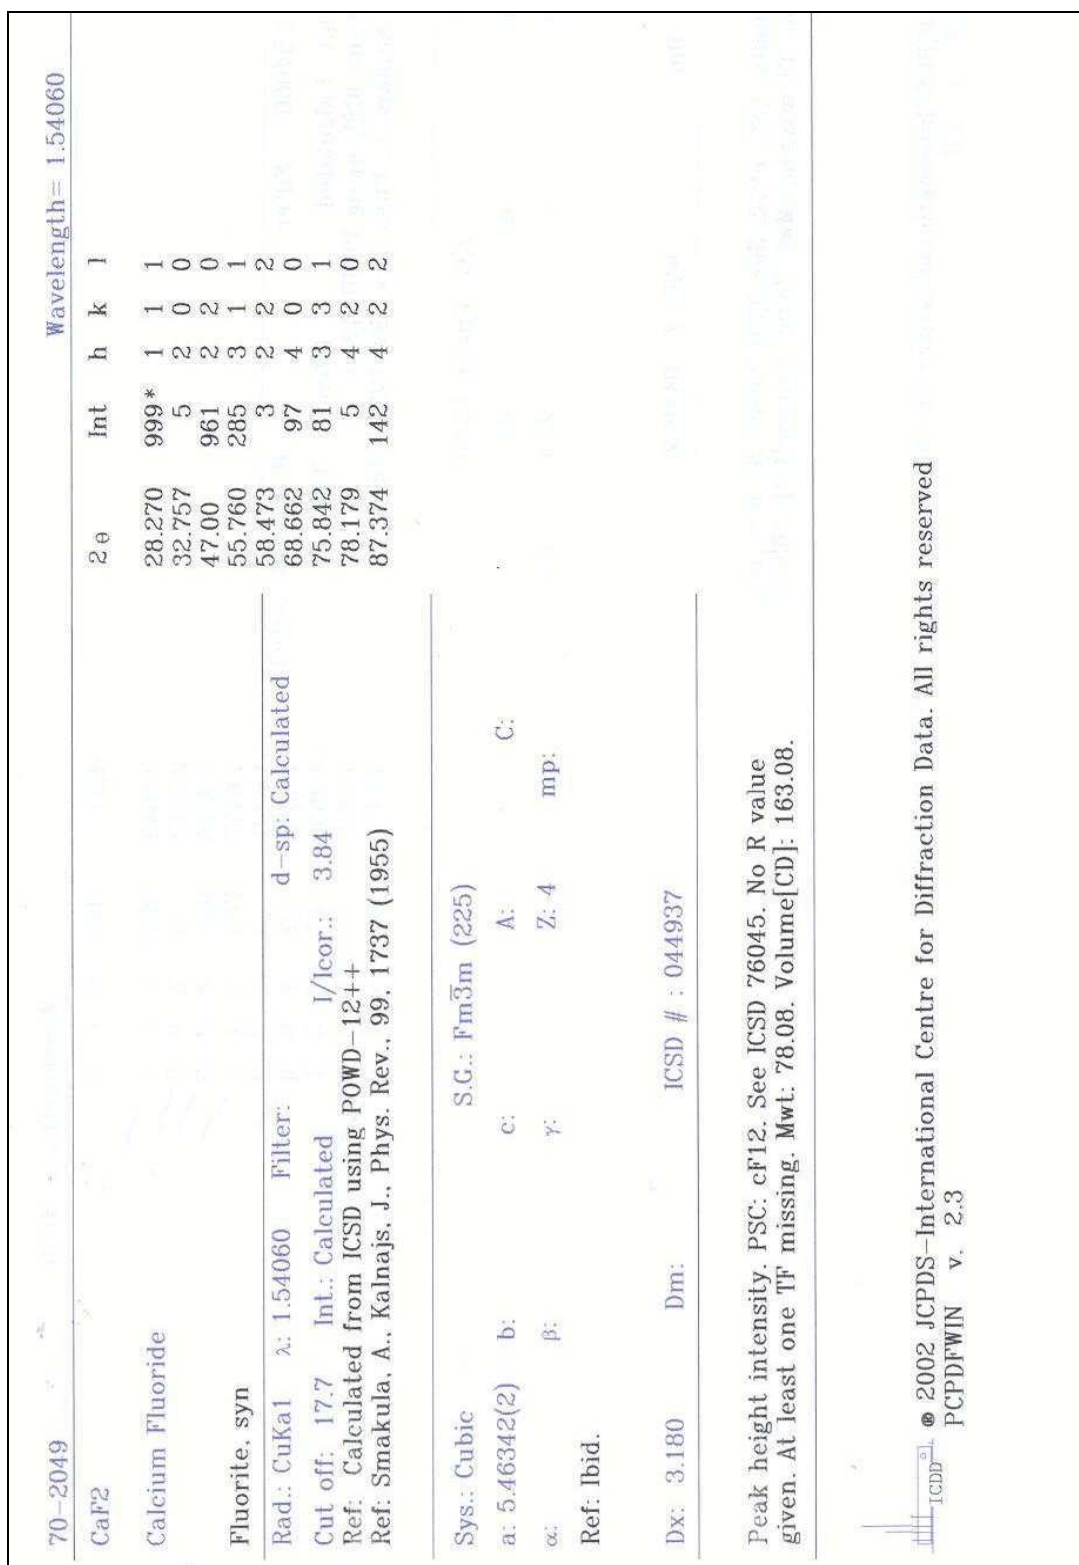 70-2049 Wavelength= 1.54060
CaF2 2θ Int h k l
Calcium Fluoride 28.270 999* 1 1 1
32.757 5 2 0 0
47.00 961 2 2 0
Fluorite, syn 55.760 285 3 1 1
58.473 3 2 2 2
Rad.: CuKa1 λ: 1.54060 Filter: d-sp: Calculated 68.662 97 4 0 0
Cut off: 17.7 Int.: Calculated I/Icor.: 3.84 75.842 81 3 3 1
Ref: Calculated from ICSD using POWD-12++ 78.179 5 4 2 0
Ref: Smakula, A., Kalnajs, J., Phys. Rev., 99, 1737 (1955) 87.374 142 4 2 2
Sys.: Cubic S.G.: Fm3̅m (225)
a: 5.46342(2) b: c: A: C:
α: β: γ: Z: 4 mp:
Ref: Ibid.
Dx: 3.180 Dm: ICSD # : 044937
Peak height intensity. PSC: cF12. See ICSD 76045. No R value
given. At least one TF missing. Mwt: 78.08. Volume[CD]: 163.08.
ICDD ® 2002 JCPDS-International Centre for Diffraction Data. All rights reserved
PCPDFWIN v. 2.3